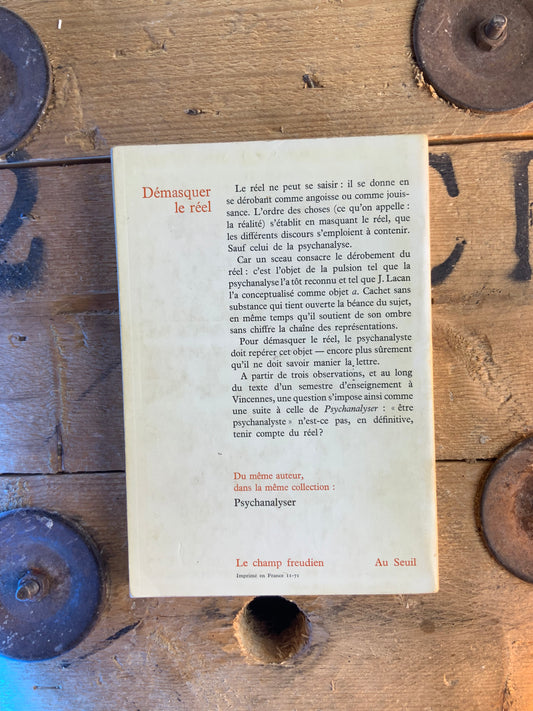 Démasquer
le réel
Le réel ne peut se saisir : il se donne en
se dérobant comme angoisse ou comme jouis-
sance. L'ordre des choses (ce qu'on appelle :
la réalité) s'établit en masquant le réel, que
les différents discours s'emploient à contenir.
Sauf celui de la psychanalyse.
Car un sceau consacre le dérobement du
réel : c'est l'objet de la pulsion tel que la
psychanalyse l'a tôt reconnu et tel que J. Lacan
l'a conceptualisé comme objet a. Cachet sans
substance qui tient ouverte la béance du sujet,
en même temps qu'il soutient de son ombre
sans chiffre la chaîne des représentations.
Pour démasquer le réel, le psychanalyste
doit repérer cet objet — encore plus sûrement
qu'il ne doit savoir manier la lettre.
A partir de trois observations, et au long
du texte d'un semestre d'enseignement à
Vincennes, une question s'impose ainsi comme
une suite à celle de Psychanalyser : « être
psychanalyste » n'est-ce pas, en définitive,
tenir compte du réel?
Du même auteur,
dans la même collection :
Psychanalyser
Le champ freudien Au Seuil
Imprimé en France 11-71